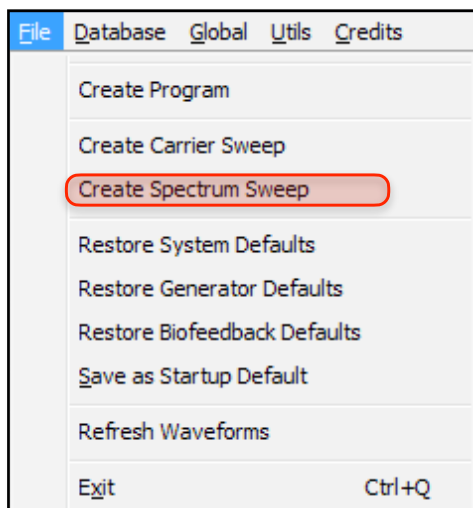 File Database Global Utils Credits
Create Program
Create Carrier Sweep
Create Spectrum Sweep
Restore System Defaults
Restore Generator Defaults
Restore Biofeedback Defaults
Save as Startup Default
Refresh Waveforms
Exit Ctrl+Q